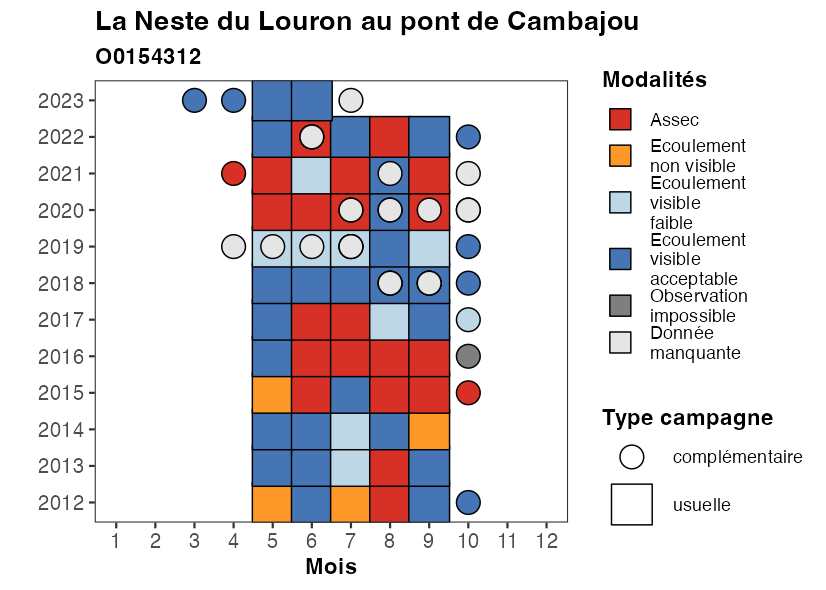 La Neste du Louron au pont de Cambajou
O0154312
2023
2022
2021
2020
2019
2018
2017
2016
2015
2014
2013
2012
1 2 3 4 5 6 7 8 9 10 11 12
Mois
Modalités
Assec
Ecoulement
non visible
Ecoulement
visible
faible
Ecoulement
visible
acceptable
Observation
impossible
Donnée
manquante
Type campagne
complémentaire
usuelle